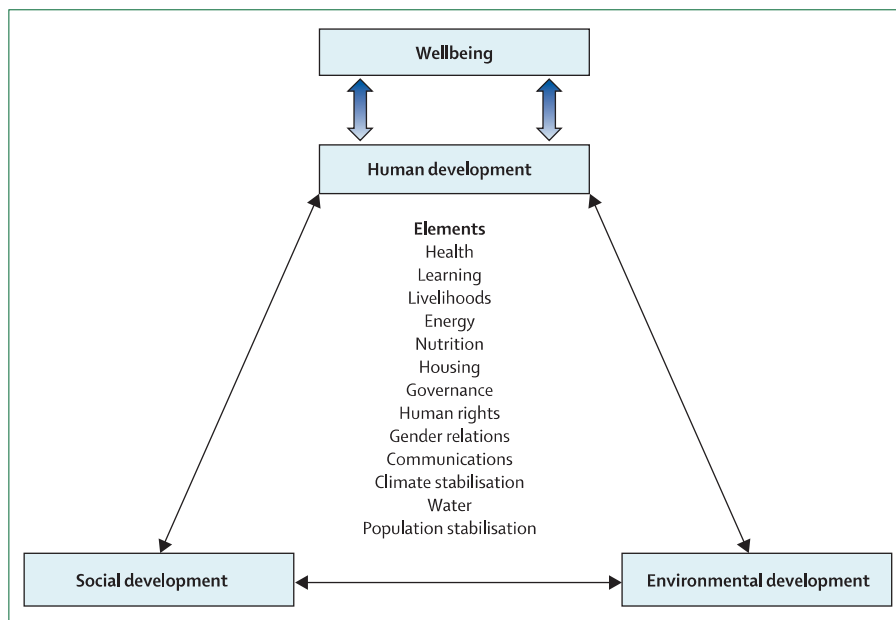 Wellbeing
Human development
Elements
Health
Learning
Livelihoods
Energy
Nutrition
Housing
Governance
Human rights
Gender relations
Communications
Climate stabilisation
Water
Population stabilisation
Social development
Environmental development